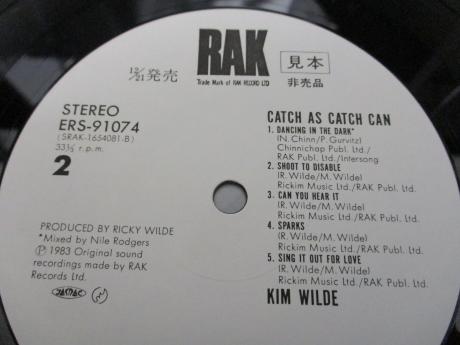 RAK
Trade Mark of RAK RECORD LTD
見本
非売品
12/21発売
STEREO
ERS-91074
(SRAK-1654081-B)
33⅓ r.p.m.
2
PRODUCED BY RICKY WILDE
*Mixed by Nile Rodgers
Ⓟ 1983 Original sound
recordings made by RAK
Records Ltd.
CATCH AS CATCH CAN
1. DANCING IN THE DARK*
(N. Chinn/P. Gurvitz)
Chinnichap Publ. Ltd./
RAK Publ. Ltd./Intersong
2. SHOOT TO DISABLE
(R. Wilde/M. Wilde)
Rickim Music Ltd./RAK Publ. Ltd.
3. CAN YOU HEAR IT
(R. Wilde/M. Wilde)
Rickim Music Ltd./RAK Publ. Ltd.
4. SPARKS
(R. Wilde/M. Wilde)
Rickim Music Ltd./RAK Publ. Ltd.
5. SING IT OUT FOR LOVE
(R. Wilde/M. Wilde)
Rickim Music Ltd./RAK Publ. Ltd.
KIM WILDE